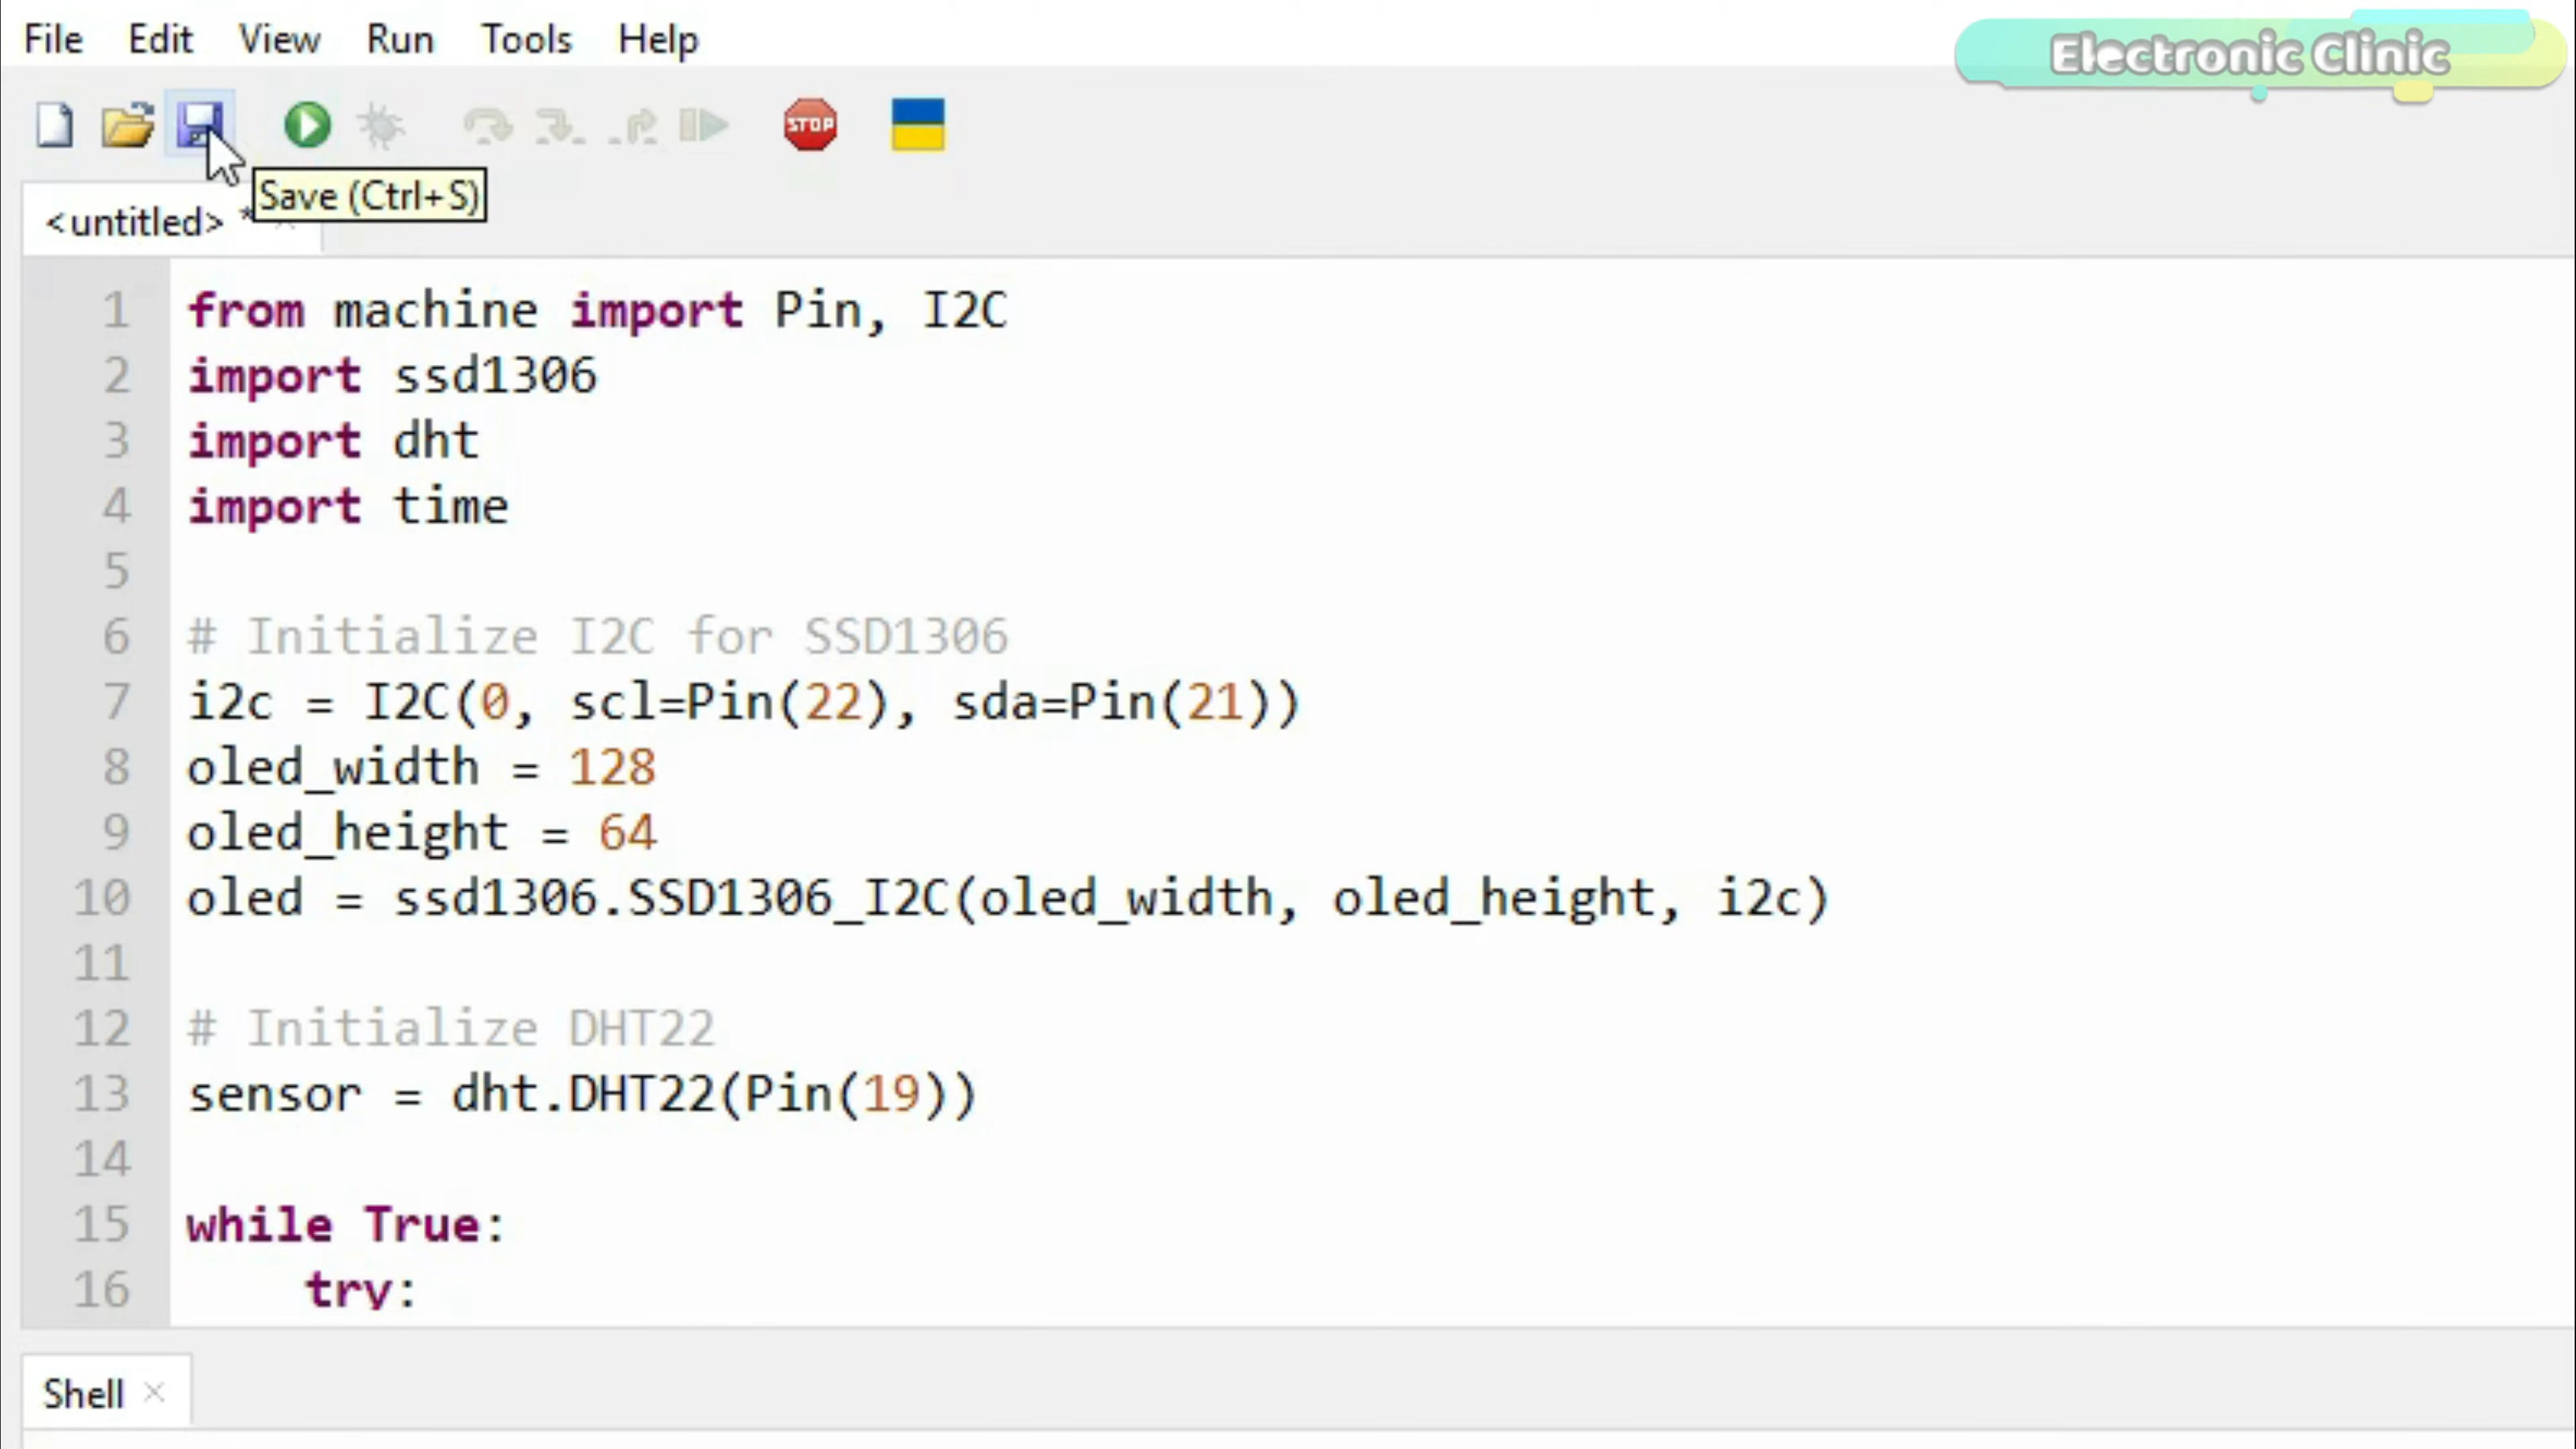 File Edit View Run Tools Help
Electronic Clinic
STOP
Save (Ctrl+S)
<untitled> *
1 from machine import Pin, I2C
2 import ssd1306
3 import dht
4 import time
5
6 # Initialize I2C for SSD1306
7 i2c = I2C(0, scl=Pin(22), sda=Pin(21))
8 oled_width = 128
9 oled_height = 64
10 oled = ssd1306.SSD1306_I2C(oled_width, oled_height, i2c)
11
12 # Initialize DHT22
13 sensor = dht.DHT22(Pin(19))
14
15 while True:
16     try:
Shell